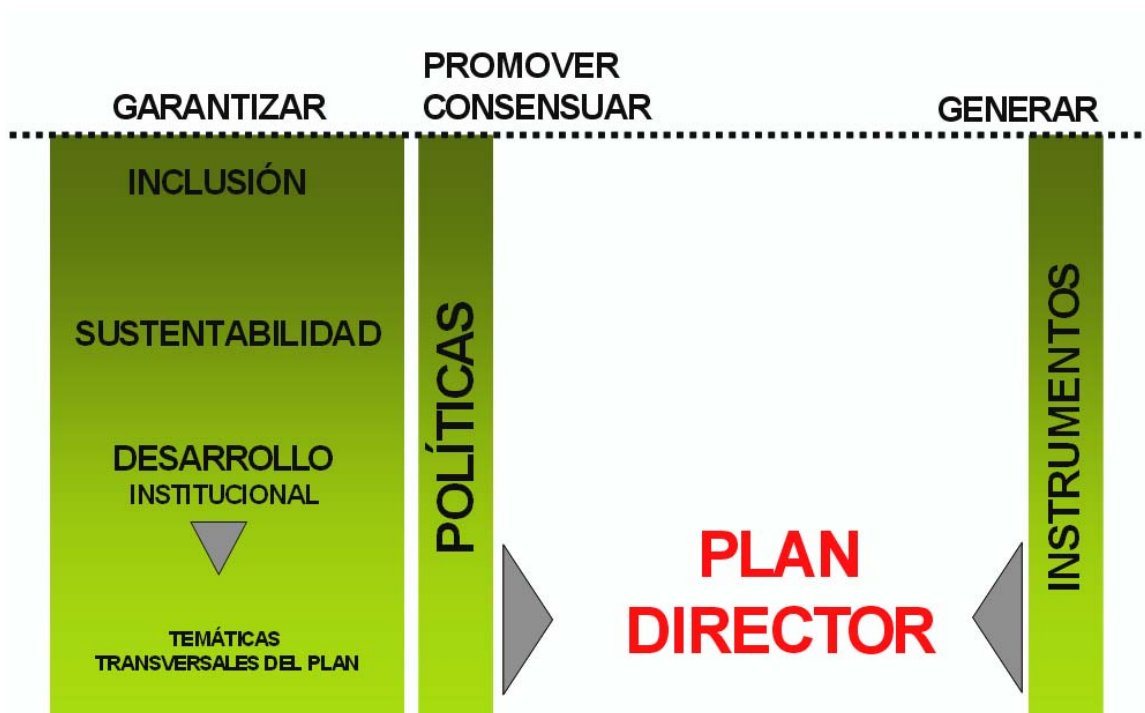 PROMOVER
GARANTIZAR
CONSENSUAR
GENERAR
INCLUSIÓN
SUSTENTABILIDAD
DESARROLLO
INSTITUCIONAL
TEMÁTICAS
TRANSVERSALES DEL PLAN
POLÍTICAS
PLAN
DIRECTOR
INSTRUMENTOS